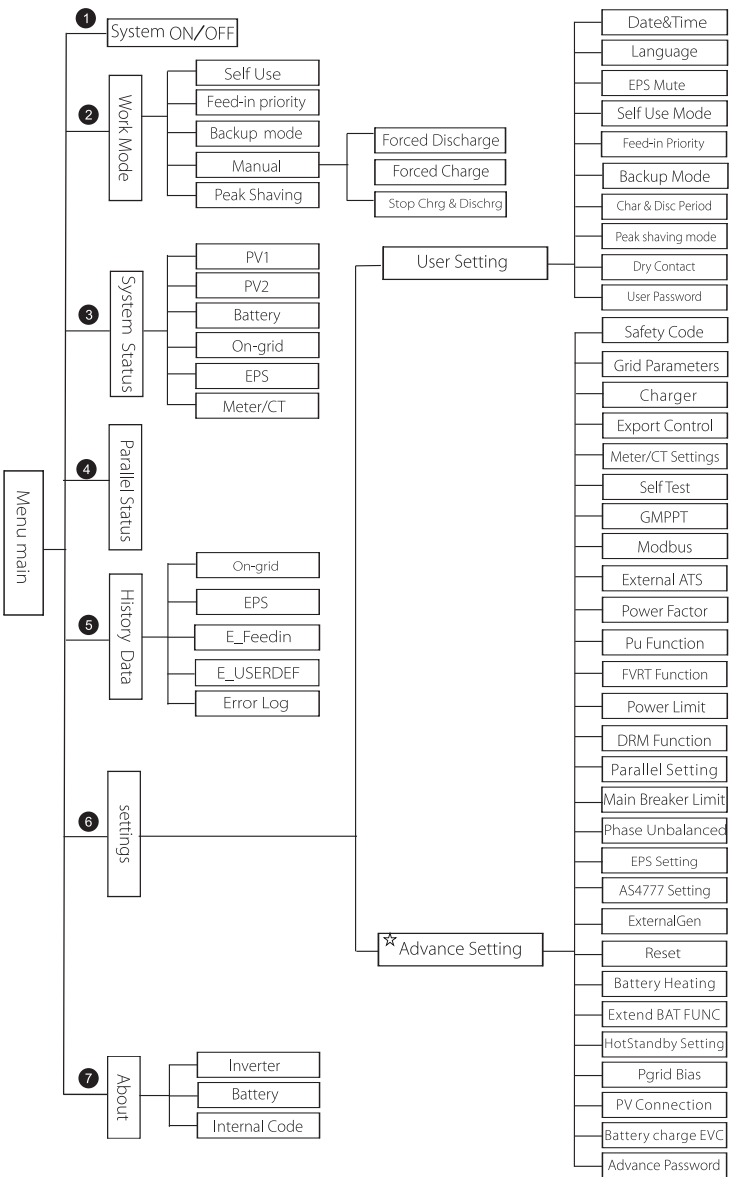 Menu main
1
System ON/OFF
2
Work Mode
Self Use
Feed-in priority
Backup mode
Manual
Peak Shaving
Forced Discharge
Forced Charge
Stop Chrg & Dischrg
3
System Status
PV1
PV2
Battery
On-grid
EPS
Meter/CT
4
Parallel Status
5
History Data
On-grid
EPS
E_Feedin
E_USERDEF
Error Log
6
settings
User Setting
Date&Time
Language
EPS Mute
Self Use Mode
Feed-in Priority
Backup Mode
Char & Disc Period
Peak shaving mode
Dry Contact
User Password
☆Advance Setting
Safety Code
Grid Parameters
Charger
Export Control
Meter/CT Settings
Self Test
GMPPT
Modbus
External ATS
Power Factor
Pu Function
FVRT Function
Power Limit
DRM Function
Parallel Setting
Main Breaker Limit
Phase Unbalanced
EPS Setting
AS4777 Setting
ExternalGen
Reset
Battery Heating
Extend BAT FUNC
HotStandby Setting
Pgrid Bias
PV Connection
Battery charge EVC
Advance Password
7
About
Inverter
Battery
Internal Code